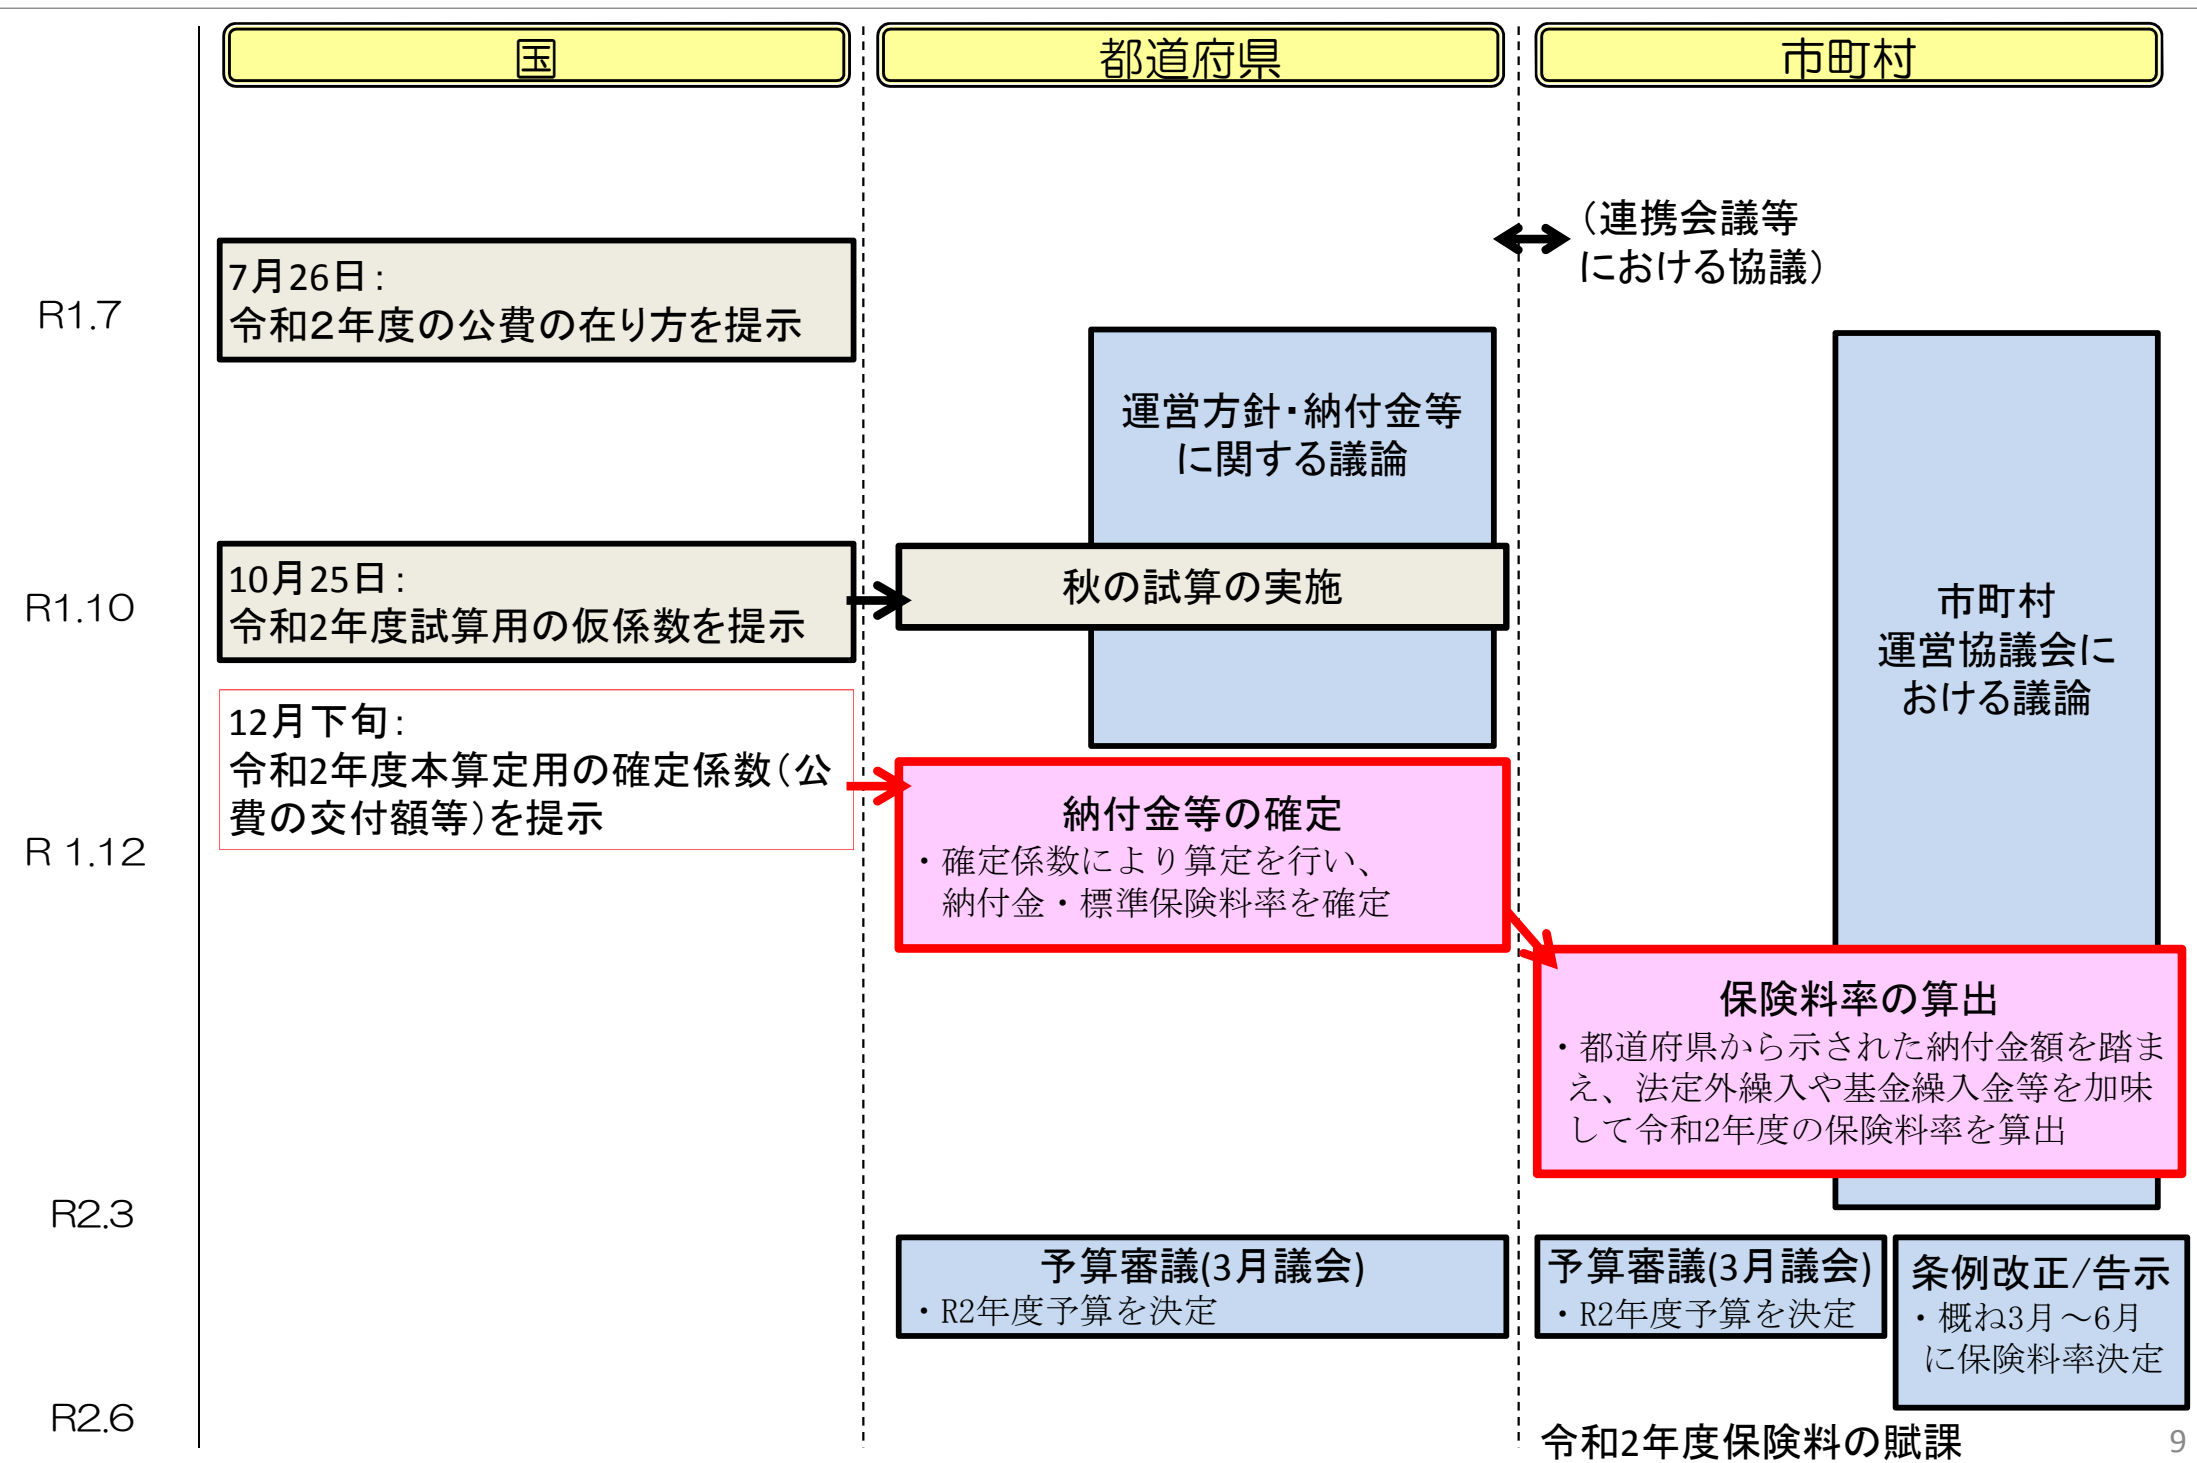 国
都道府県
市町村
R1.7
R1.10
R 1.12
R2.3
R2.6
7月26日：
令和２年度の公費の在り方を提示
10月25日：
令和2年度試算用の仮係数を提示
12月下旬：
令和2年度本算定用の確定係数（公
費の交付額等）を提示
運営方針・納付金等
に関する議論
秋の試算の実施
納付金等の確定
・確定係数により算定を行い、
納付金・標準保険料率を確定
予算審議(3月議会)
・R2年度予算を決定
（連携会議等
における協議）
市町村
運営協議会に
おける議論
保険料率の算出
・都道府県から示された納付金額を踏ま
え、法定外繰入や基金繰入金等を加味
して令和2年度の保険料率を算出
予算審議(3月議会)
・R2年度予算を決定
条例改正/告示
・概ね3月～6月
に保険料率決定
令和2年度保険料の賦課
9